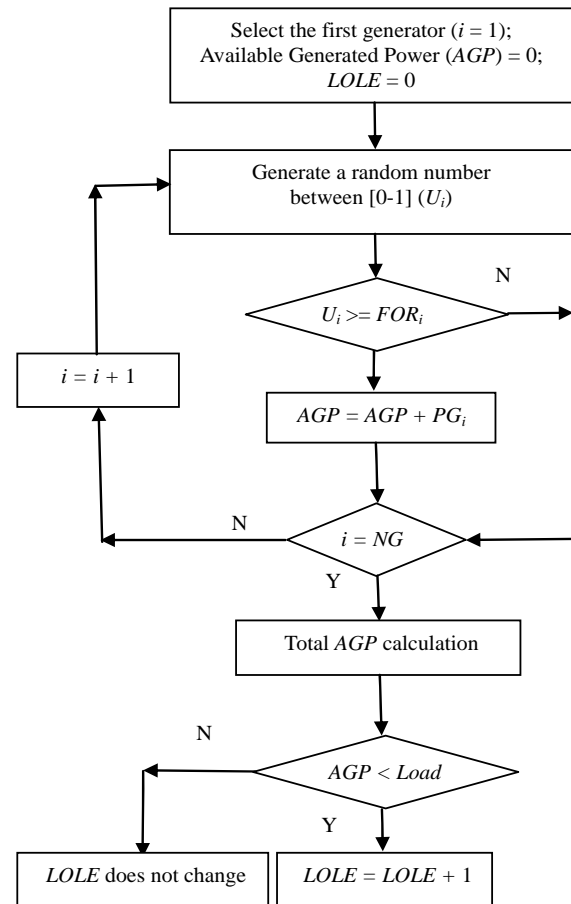 Select the first generator (i = 1);
Available Generated Power (AGP) = 0;
LOLE = 0
Generate a random number
between [0-1] (Ui)
N
Ui >= FORi
i = i + 1
AGP = AGP + PGi
N
i = NG
Y
Total AGP calculation
N
AGP < Load
Y
LOLE does not change
LOLE = LOLE + 1